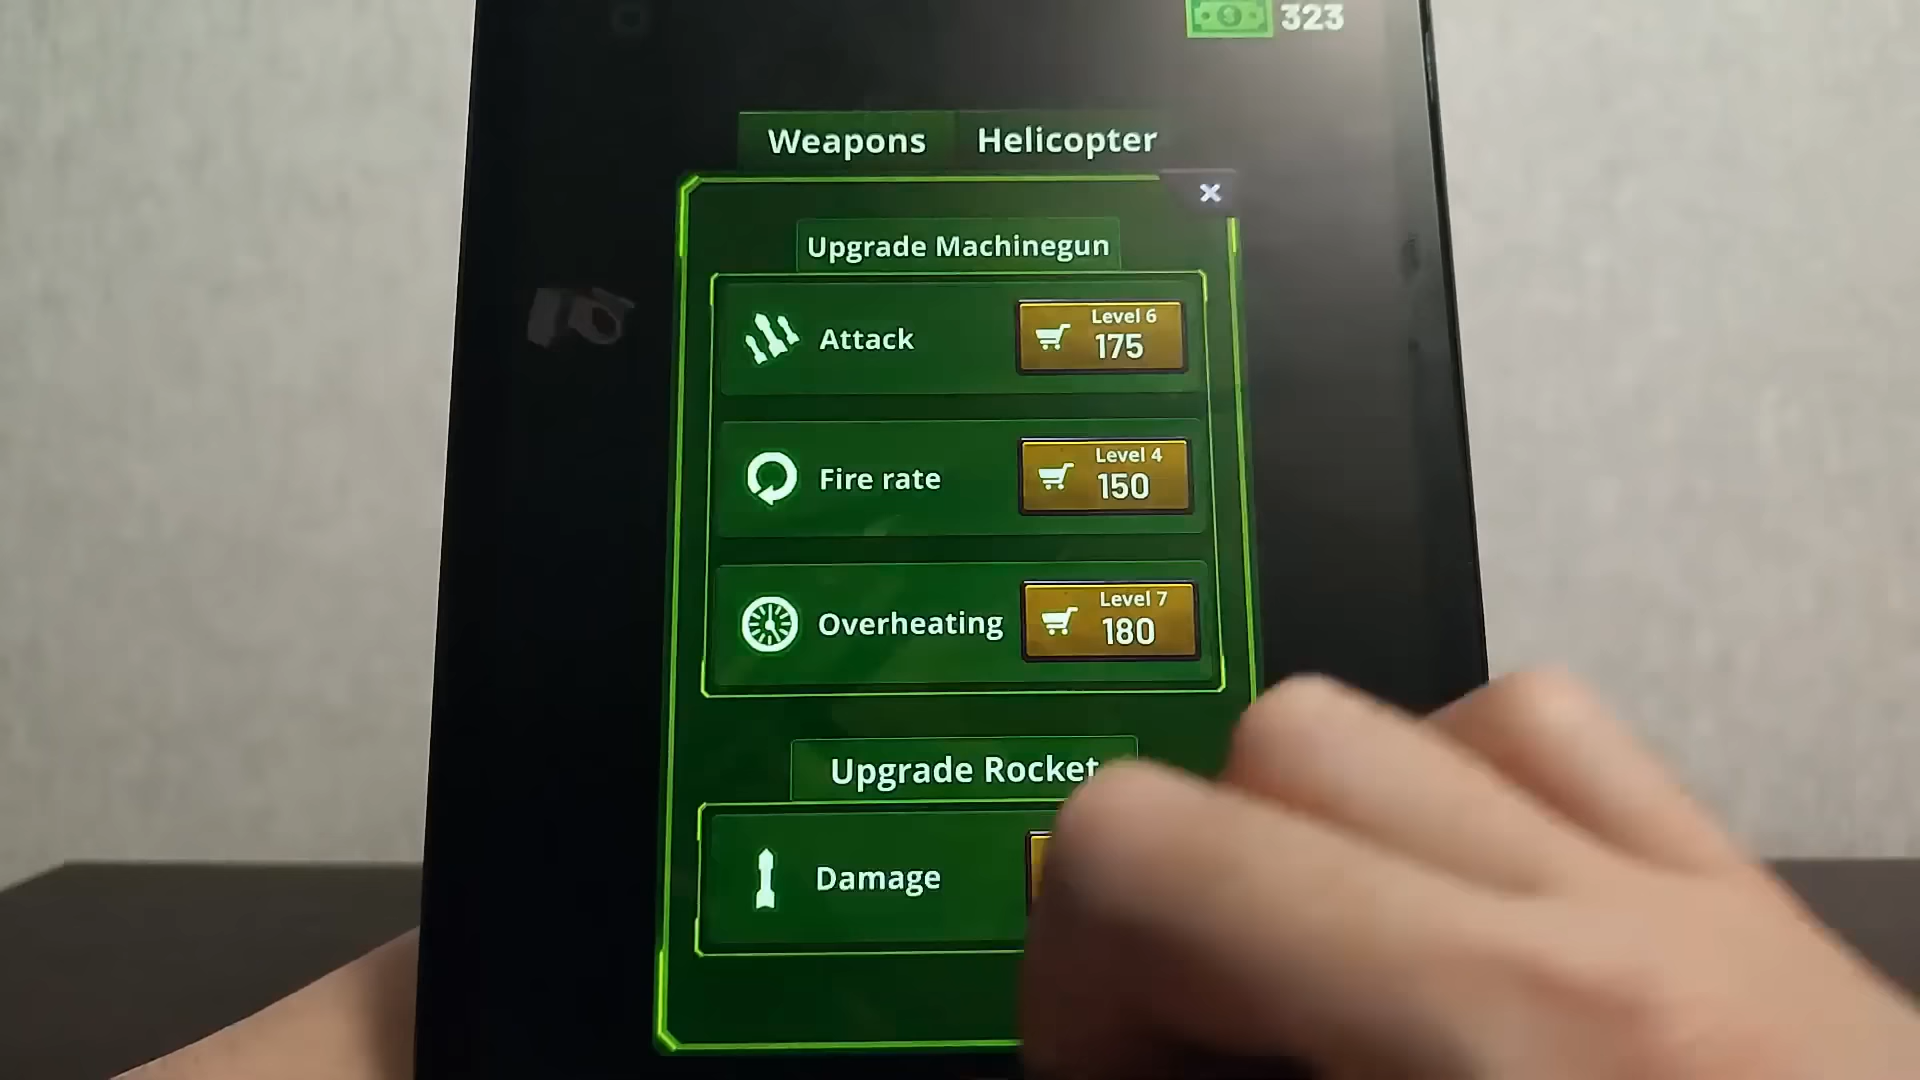 323
Weapons Helicopter
Upgrade Machinegun
Attack
Level 6
175
Fire rate
Level 4
150
Overheating
Level 7
180
Upgrade Rocket
Damage